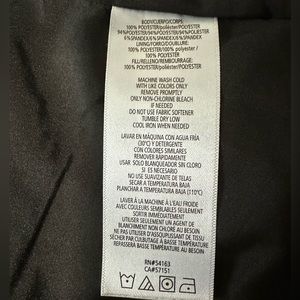 BODY/CUERPO/CORPS:
100% POLYESTER/poliéster/POLYESTER
94%POLYESTER/94%POLIÉSTER/94%POLYESTER
6%SPANDEX/6%SPANDEX/6% SPANDEX
LINING/FORRO/DOUBLURE:
100% POLYESTER/100% poliester /
100% POLYESTER
FILL/RELLENO/REMBOURRAGE:
100% POLYESTER/poliéster/POLYESTER
MACHINE WASH COLD
WITH LIKE COLORS ONLY
REMOVE PROMPTLY
ONLY NON-CHLORINE BLEACH
IF NEEDED
DO NOT USE FABRIC SOFTENER
TUMBLE DRY LOW
COOL IRON WHEN NEEDED
LAVAR EN MÁQUINA CON AGUA FRÍA
(30°C) Y DETERGENTE
CON COLORES SIMILARES
REMOVER RÁPIDAMENTE
USAR SOLO BLANQUEADOR SIN CLORO
SI ES NECESARIO
NO USE SUAVIZANTE DE TELAS
SECAR A TEMPERATURA BAJA
PLANCHAR A TEMPERATURA BAJA (110°C)
LAVER À LA MACHINE À L'EAU FROIDE
AVEC COULEURS SEMBLABLES SEULEMENT
SORTIR IMMÉDIATEMENT
UTILISER SEULEMENT UN AGENT DE
BLANCHIMENT NON CHLORÉ AU BESOIN
NE PAS UTILISER D'ASSOUPLISSANT DE TISSU
SÉCHER PAR CULBUTAGE À BASSE TEMPÉRATURE
REPASSER À BASSE TEMPÉRATURE AU BESOIN
RN#54163
CA#57151